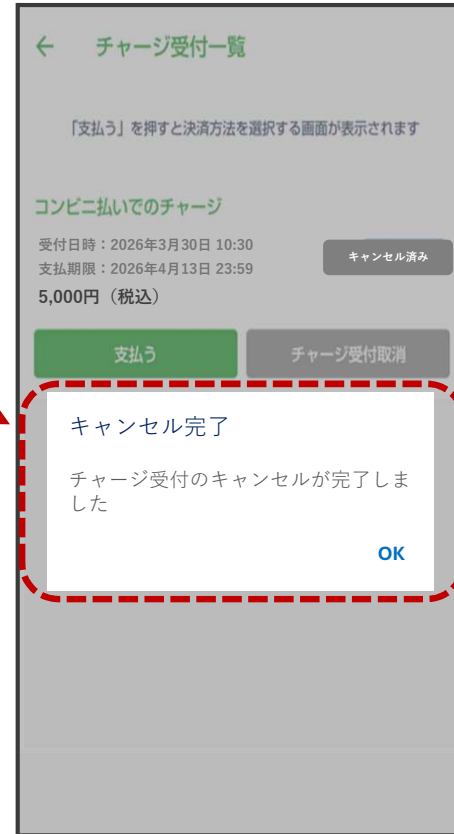 ← チャージ受付一覧
「支払う」を押すと決済方法を選択する画面が表示されます
コンビニ払いでのチャージ
受付日時：2026年3月30日 10:30
キャンセル済み
支払期限：2026年4月13日 23:59
5,000円（税込）
支払う チャージ受付取消
キャンセル完了
チャージ受付のキャンセルが完了しま
した
OK